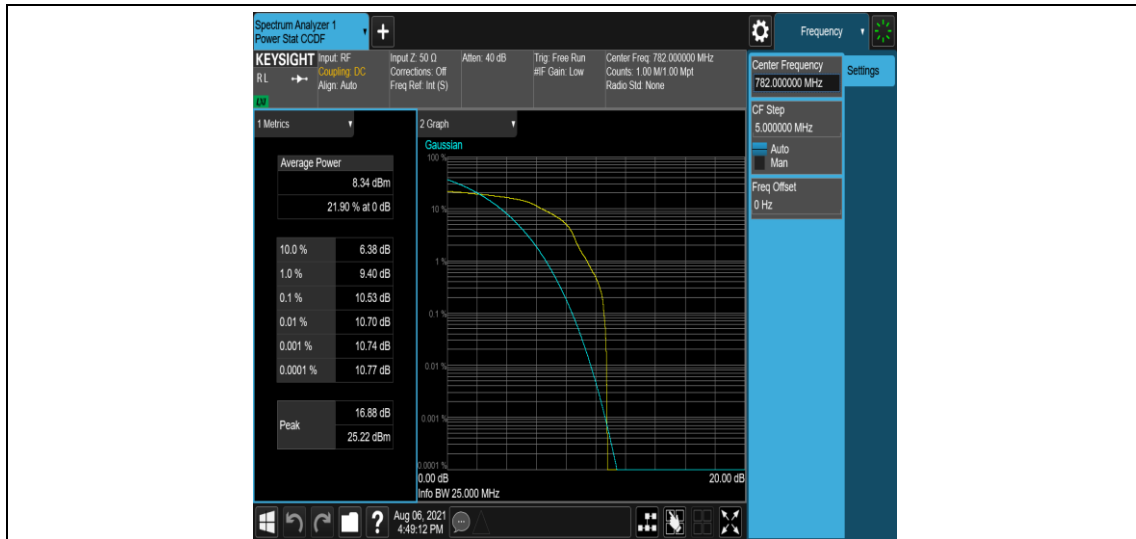 Spectrum Analyzer 1
Power Stat CCDF
+
Frequency
KEYSIGHT
RL
LXI
Input: RF
Coupling: DC
Align: Auto
Input Z: 50 Ω
Corrections: Off
Freq Ref: Int (S)
Atten: 40 dB
Trig: Free Run
#IF Gain: Low
Center Freq: 782.000000 MHz
Counts: 1.00 M/1.00 Mpt
Radio Std: None
Center Frequency
782.000000 MHz
Settings
CF Step
5.000000 MHz
Auto
Man
Freq Offset
0 Hz
1 Metrics
Average Power
8.34 dBm
21.90 % at 0 dB
10.0 % 6.38 dB
1.0 % 9.40 dB
0.1 % 10.53 dB
0.01 % 10.70 dB
0.001 % 10.74 dB
0.0001 % 10.77 dB
Peak
16.88 dB
25.22 dBm
2 Graph
Gaussian
100 %
10 %
1 %
0.1 %
0.01 %
0.001 %
0.0001 %
0.00 dB 20.00 dB
Info BW 25.000 MHz
?
Aug 06, 2021
4:49:12 PM